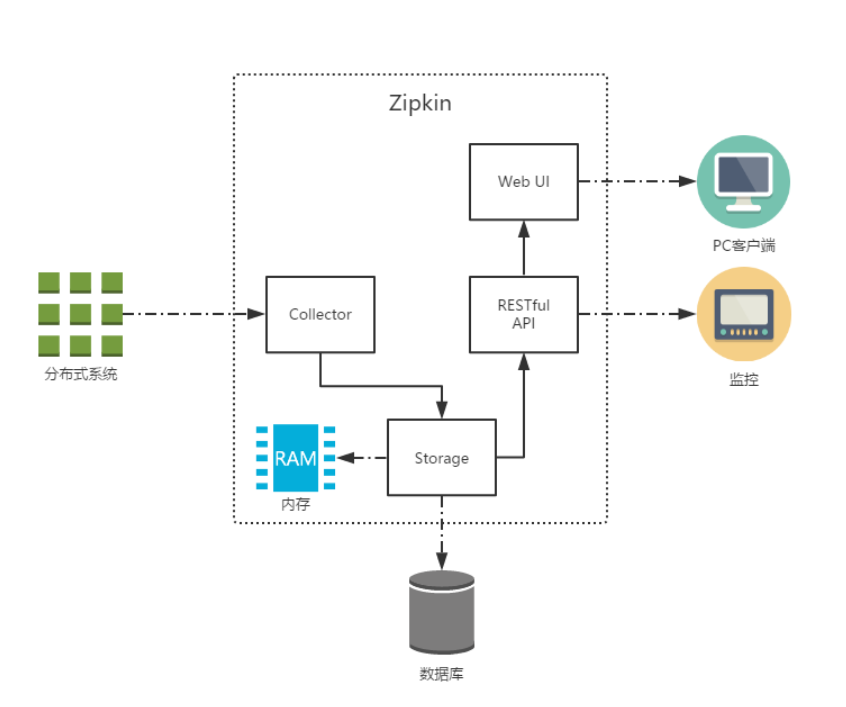 Zipkin
Web UI
PC客户端
Collector
RESTful
API
分布式系统
监控
RAM
Storage
内存
数据库